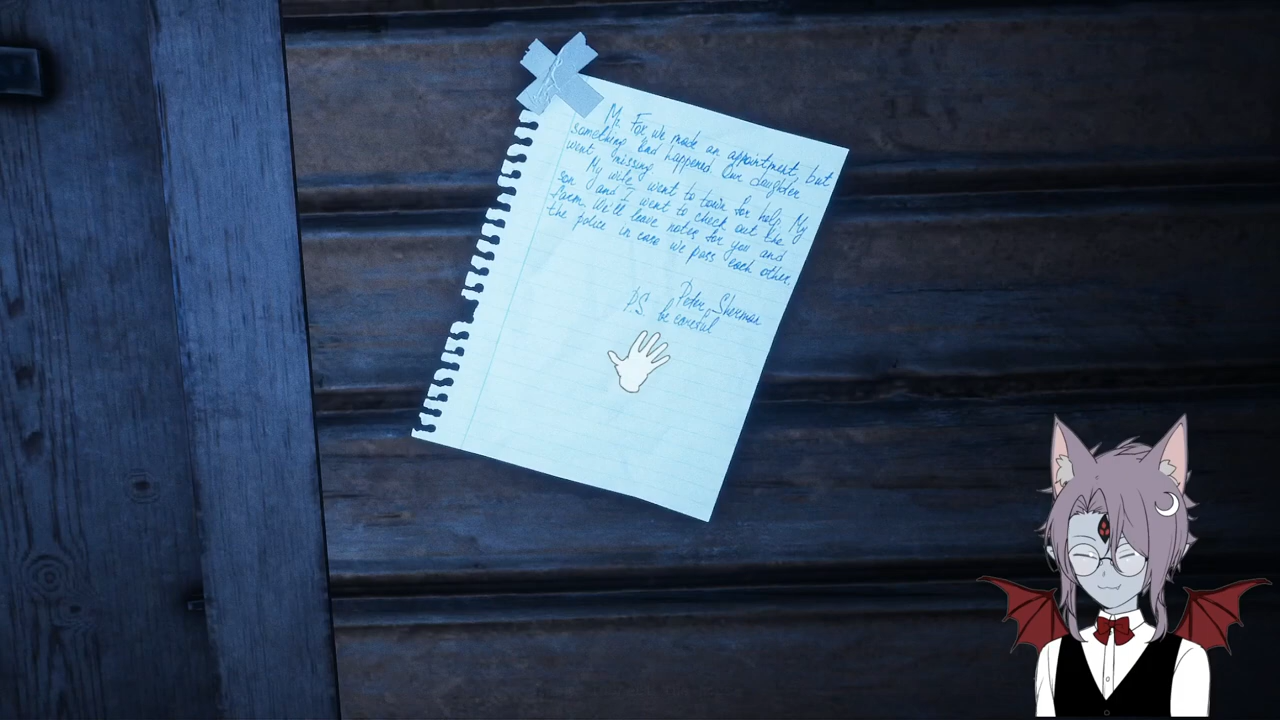 Mr. Fox, we made an appointment, but
something bad happened. Our daughter
went missing.
My wife went to town for help. My
son and I went to check out the
farm. We'll leave notes for you and
the police in case we pass each other.
Peter Sherman
P.S. be careful